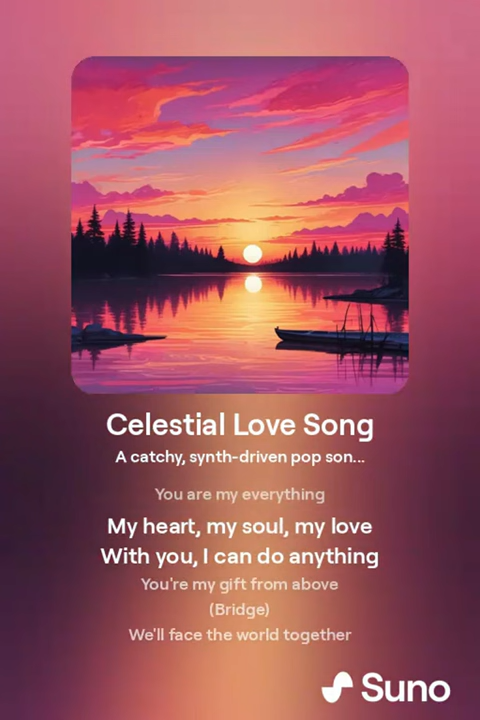 Celestial Love Song
A catchy, synth-driven pop son...
You are my everything
My heart, my soul, my love
With you, I can do anything
You're my gift from above
(Bridge)
We'll face the world together
Suno